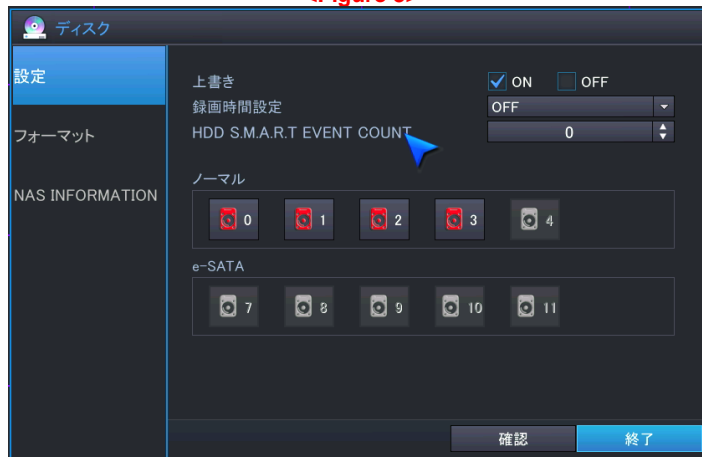 ディスク
設定
フォーマット
NAS INFORMATION
上書き ON OFF
録画時間設定 OFF
HDD S.M.A.R.T EVENT COUNT 0
ノーマル
0 1 2 3 4
e-SATA
7 8 9 10 11
確認 終了